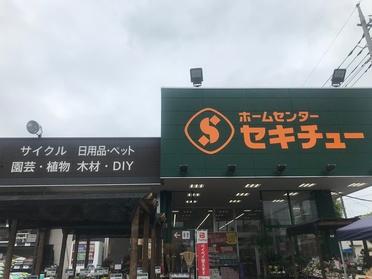 サイクル 日用品・ペット
園芸・植物 木材・DIY
S
ホームセンター
セキチュー